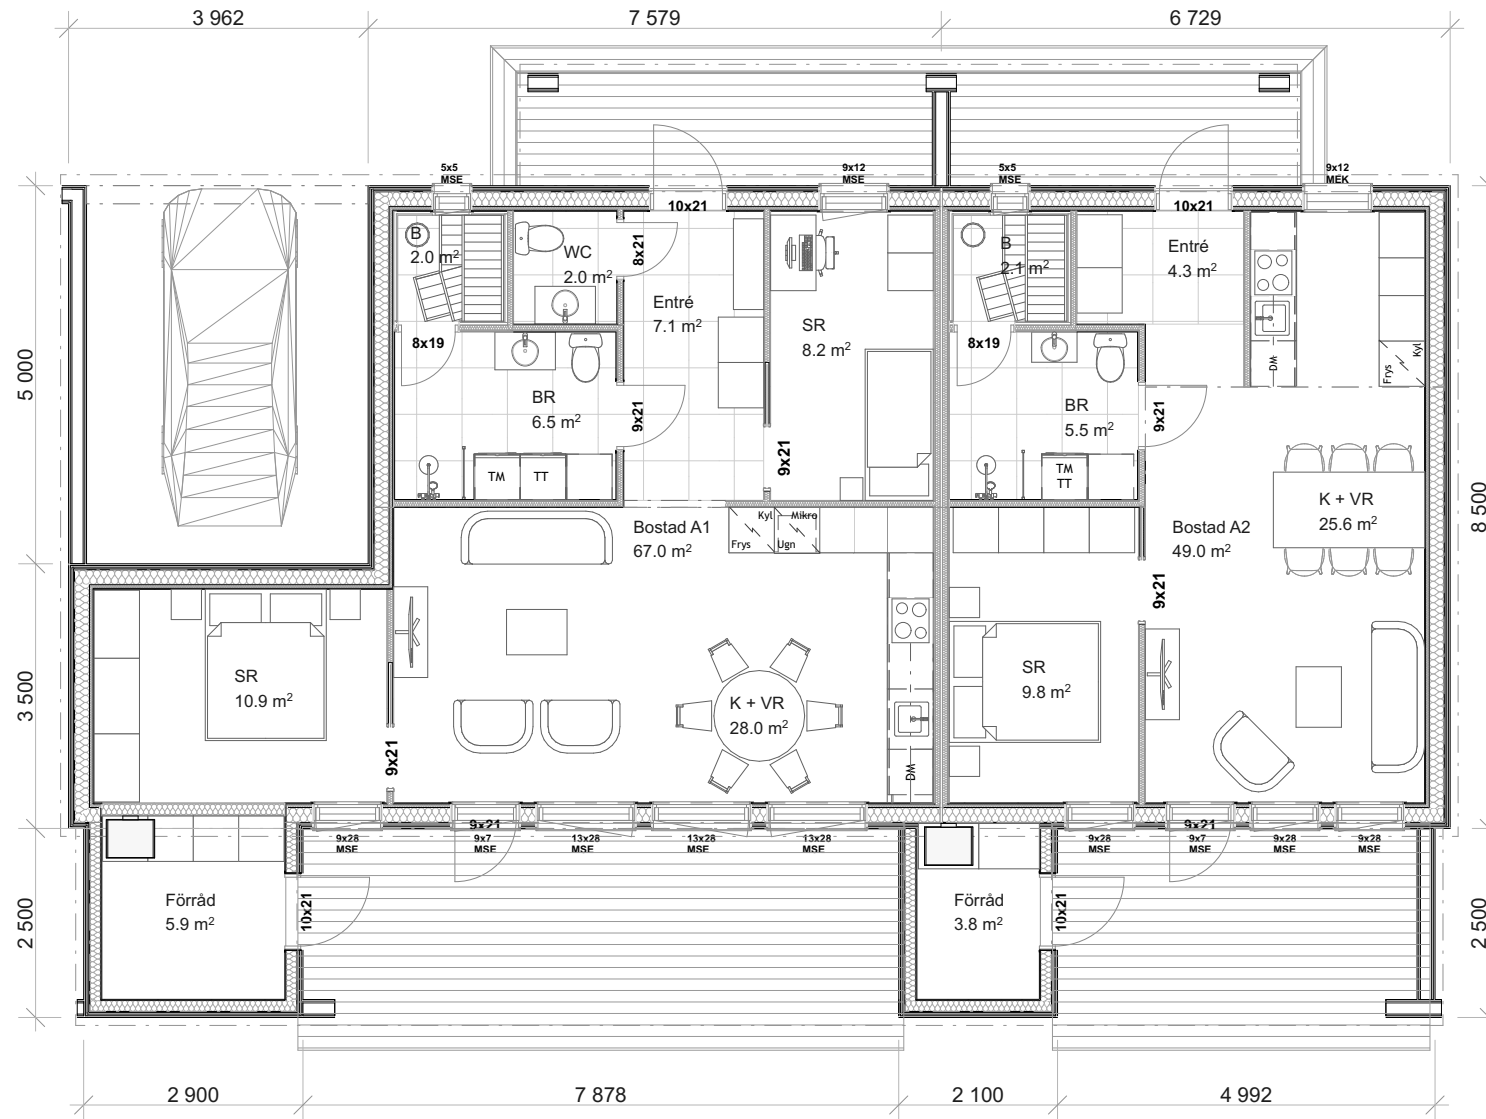 3 962
7 579
6 729
5x5
MSE
9x12
MSE
5x5
MSE
9x12
MEK
10x21
10x21
B
2.0 m²
WC
2.0 m²
8x21
Entré
7.1 m²
SR
8.2 m²
B
2.1 m²
Entré
4.3 m²
8x19
BR
6.5 m²
9x21
9x21
TM
TT
8x19
BR
5.5 m²
9x21
TM
TT
DM
Frys
Kyl
K + VR
25.6 m²
5 000
8 500
Bostad A1
67.0 m²
Kyl
Frys
Mikro
Ugn
Bostad A2
49.0 m²
9x21
SR
10.9 m²
9x21
K + VR
28.0 m²
DM
SR
9.8 m²
3 500
9x28
MSE
9x21
9x7
MSE
13x28
MSE
13x28
MSE
13x28
MSE
9x28
MSE
9x21
9x7
MSE
9x28
MSE
9x28
MSE
Förråd
5.9 m²
10x21
Förråd
3.8 m²
10x21
2 500
2 500
2 900
7 878
2 100
4 992